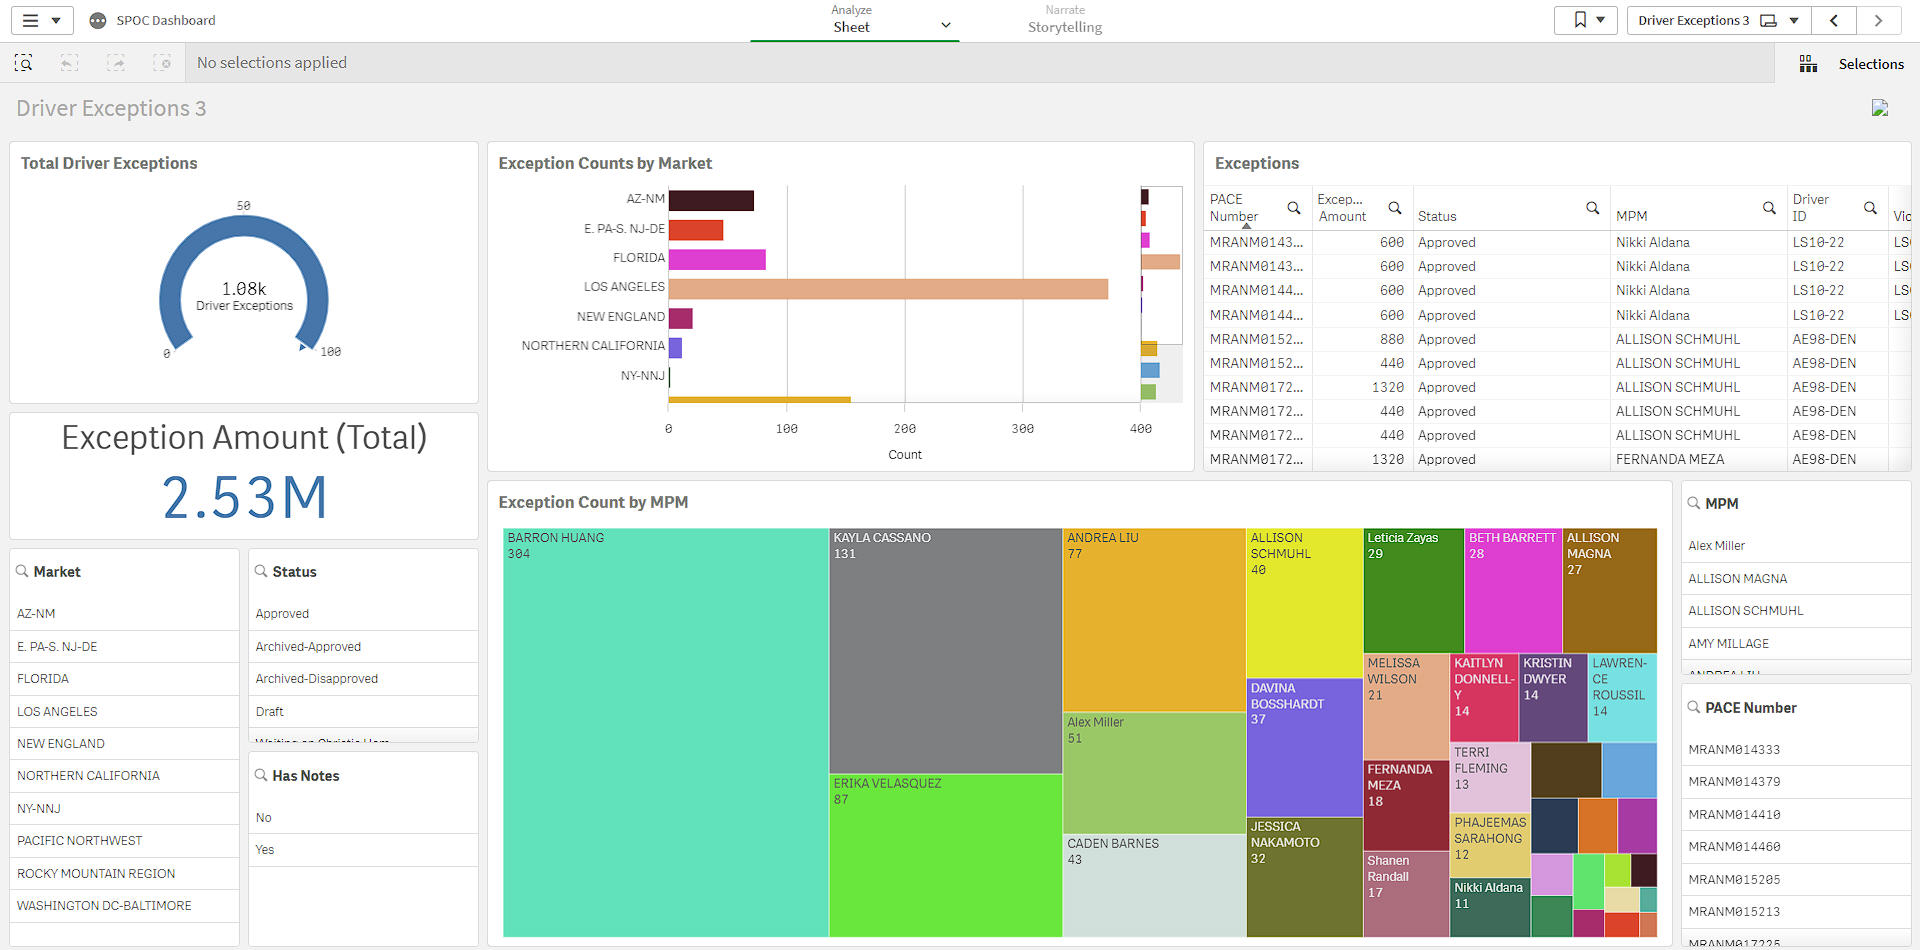 SPOC Dashboard
Analyze
Sheet
Narrate
Storytelling
Driver Exceptions 3
No selections applied
Selections
Driver Exceptions 3
Total Driver Exceptions
50
1.08k
Driver Exceptions
0
100
Exception Amount (Total)
2.53M
Market
AZ-NM
E. PA-S. NJ-DE
FLORIDA
LOS ANGELES
NEW ENGLAND
NORTHERN CALIFORNIA
NY-NNJ
PACIFIC NORTHWEST
ROCKY MOUNTAIN REGION
WASHINGTON DC-BALTIMORE
Status
Approved
Archived-Approved
Archived-Disapproved
Draft
Has Notes
No
Yes
Exception Counts by Market
AZ-NM
E. PA-S. NJ-DE
FLORIDA
LOS ANGELES
NEW ENGLAND
NORTHERN CALIFORNIA
NY-NNJ
0 100 200 300 400
Count
Exceptions
PACE Number Excep... Amount Status MPM Driver ID Vic
MRANM0143... 600 Approved Nikki Aldana LS10-22 LS
MRANM0143... 600 Approved Nikki Aldana LS10-22 LS
MRANM0144... 600 Approved Nikki Aldana LS10-22 LS
MRANM0144... 600 Approved Nikki Aldana LS10-22 LS
MRANM0152... 880 Approved ALLISON SCHMUHL AE98-DEN
MRANM0152... 440 Approved ALLISON SCHMUHL AE98-DEN
MRANM0172... 1320 Approved ALLISON SCHMUHL AE98-DEN
MRANM0172... 440 Approved ALLISON SCHMUHL AE98-DEN
MRANM0172... 440 Approved ALLISON SCHMUHL AE98-DEN
MRANM0172... 1320 Approved FERNANDA MEZA AE98-DEN
Exception Count by MPM
BARRON HUANG
304
KAYLA CASSANO
131
ERIKA VELASQUEZ
87
ANDREA LIU
77
Alex Miller
51
CADEN BARNES
43
ALLISON
SCHMUHL
40
DAVINA
BOSSHARDT
37
JESSICA
NAKAMOTO
32
Leticia Zayas
29
BETH BARRETT
28
ALLISON
MAGNA
27
MELISSA
WILSON
21
FERNANDA
MEZA
18
Shanen
Randall
17
KAITLYN
DONNELL-
Y
14
KRISTIN
DWYER
14
LAWREN-
CE
ROUSSIL
14
TERRI
FLEMING
13
PHAJEEMAS
SARAHONG
12
Nikki Aldana
11
MPM
Alex Miller
ALLISON MAGNA
ALLISON SCHMUHL
AMY MILLAGE
ANDREA LIU
PACE Number
MRANM014333
MRANM014379
MRANM014410
MRANM014460
MRANM015205
MRANM015213
MRANM017225